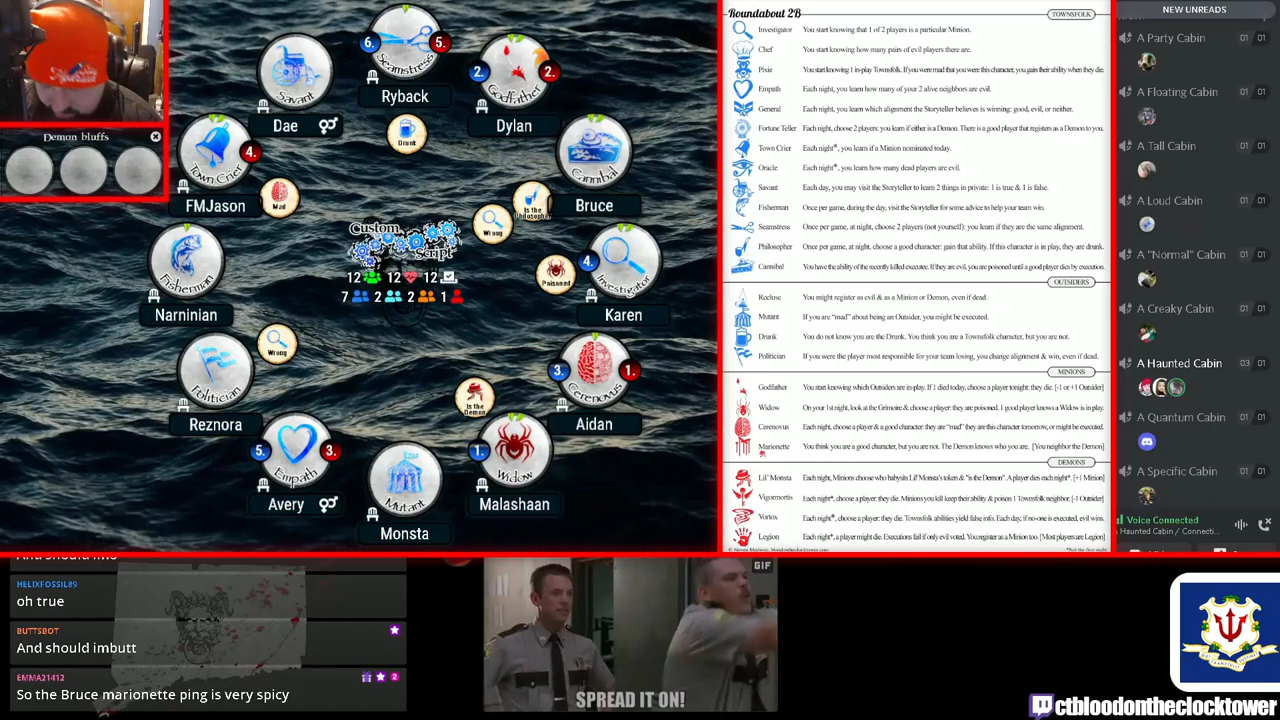 Demon bluffs
Savant
Dae
6.
Seamstress
5.
Ryback
Drunk
2.
Godfather
2.
Dylan
Town Crier
4.
FMJason
Mad
Cannibal
Bruce
Is the Philosopher
Wrong
Custom
Script
12 12 12
7 2 2 1
Poisoned
4.
Investigator
Karen
Fisherman
Narninian
Wrong
Politician
Reznora
3.
Cerenovus
1.
Aidan
Is the Demon
5.
Empath
3.
Avery
Mutant
Monsta
1.
Widow
Malashaan
Roundabout 2B
TOWNSFOLK
Investigator You start knowing that 1 of 2 players is a particular Minion.
Chef You start knowing how many pairs of evil players there are.
Pixie You start knowing 1 in-play Townsfolk. If you were mad that you were this character, you gain their ability when they die.
Empath Each night, you learn how many of your 2 alive neighbors are evil.
General Each night, you learn which alignment the Storyteller believes is winning: good, evil, or neither.
Fortune Teller Each night, choose 2 players: you learn if either is a Demon. There is a good player that registers as a Demon to you.
Town Crier Each night*, you learn if a Minion nominated today.
Oracle Each night*, you learn how many dead players are evil.
Savant Each day, you may visit the Storyteller to learn 2 things in private: 1 is true & 1 is false.
Fisherman Once per game, during the day, visit the Storyteller for some advice to help your team win.
Seamstress Once per game, at night, choose 2 players (not yourself): you learn if they are the same alignment.
Philosopher Once per game, at night, choose a good character: gain that ability. If this character is in play, they are drunk.
Cannibal You have the ability of the recently killed executee. If they are evil, you are poisoned until a good player dies by execution.
OUTSIDERS
Recluse You might register as evil & as a Minion or Demon, even if dead.
Mutant If you are "mad" about being an Outsider, you might be executed.
Drunk You do not know you are the Drunk. You think you are a Townsfolk character, but you are not.
Politician If you were the player most responsible for your team losing, you change alignment & win, even if dead.
MINIONS
Godfather You start knowing which Outsiders are in-play. If 1 died today, choose a player tonight: they die. [-1 or +1 Outsider]
Widow On your 1st night, look at the Grimoire & choose a player: they are poisoned. 1 good player knows a Widow is in play.
Cerenovus Each night, choose a player & a good character: they are "mad" they are this character tomorrow, or might be executed.
Marionette You think you are a good character, but you are not. The Demon knows who you are. [You neighbor the Demon]
DEMONS
Lil' Monsta Each night, Minions choose who babysits Lil' Monsta's token & "is the Demon". A player dies each night*. [+1 Minion]
Vigormortis Each night*, choose a player: they die. Minions you kill keep their ability & poison 1 Townsfolk neighbor. [-1 Outsider]
Vortox Each night*, choose a player: they die. Townsfolk abilities yield false info. Each day, if no-one is executed, evil wins.
Legion Each night*, a player might die. Executions fail if only evil voted. You register as a Minion too. [Most players are Legion]
*Not the first night
NEW UNREADS
A Party Cabin 01 01
A Floating Cabin 01 01
A Tall Cabin 01 01
A Loud Cabin 01 01
A "Normal" Cabin 01 01
A Creaky Cabin 01 01
A Haunted Cabin 03 01
A Quantum Cabin 01 01
A Specific Cabin 01 01
Voice Connected
A Haunted Cabin / Connecti...
HELIXFOSSIL89
oh true
BUTTSBOT
And should imbutt
EMMA21412 2
So the Bruce marionette ping is very spicy
GIF
SPREAD IT ON!
ctbloodontheclocktower